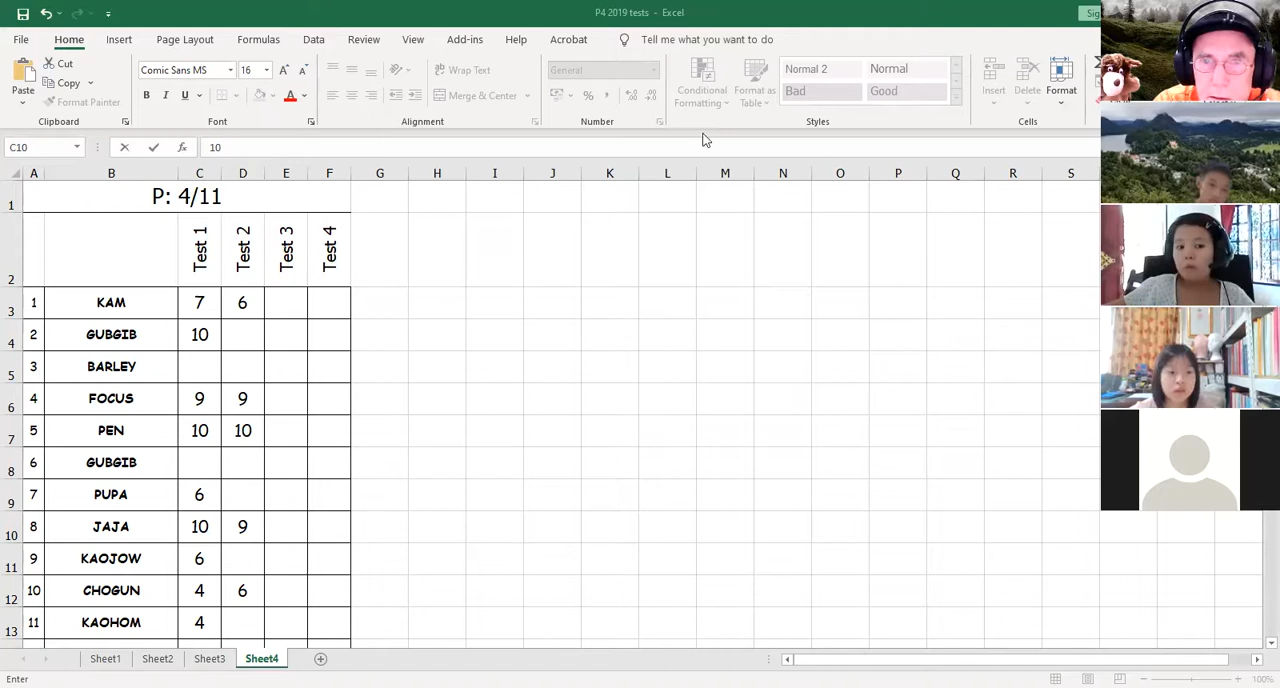 P4 2019 tests - Excel
Sig
File Home Insert Page Layout Formulas Data Review View Add-ins Help Acrobat Tell me what you want to do
Paste
Cut
Copy
Format Painter
Comic Sans MS 16 A A
B I U A
Wrap Text
Merge & Center
General
% ,
Conditional Formatting
Format as Table
Normal 2 Normal
Bad Good
Insert Delete Format
Clipboard Font Alignment Number Styles Cells
C10 fx 10
A B C D E F G H I J K L M N O P Q R S
1 P: 4/11
2 Test 1 Test 2 Test 3 Test 4
3 1 KAM 7 6
4 2 GUBGIB 10
5 3 BARLEY
6 4 FOCUS 9 9
7 5 PEN 10 10
8 6 GUBGIB
9 7 PUPA 6
10 8 JAJA 10 9
11 9 KAOJOW 6
12 10 CHOGUN 4 6
13 11 KAOHOM 4
Sheet1 Sheet2 Sheet3 Sheet4
Enter 100%